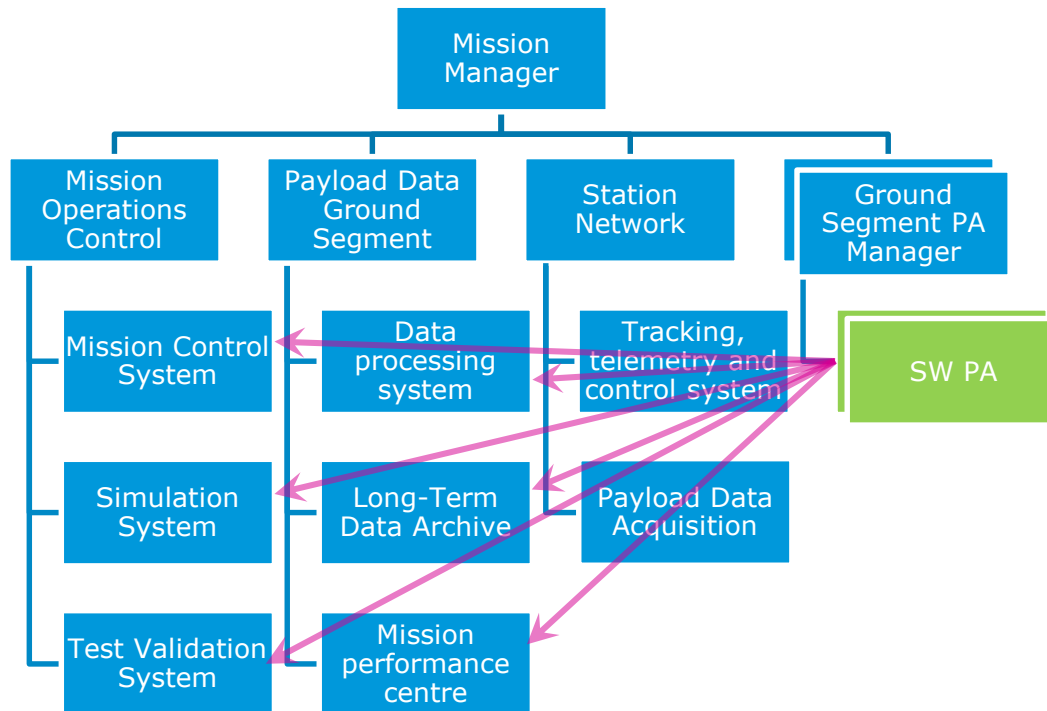 Mission
Manager
Mission
Operations
Control
Payload Data
Ground
Segment
Station
Network
Ground
Segment PA
Manager
Mission Control
System
Data
processing
system
Tracking,
telemetry and
control system
SW PA
Simulation
System
Long-Term
Data Archive
Payload Data
Acquisition
Test Validation
System
Mission
performance
centre